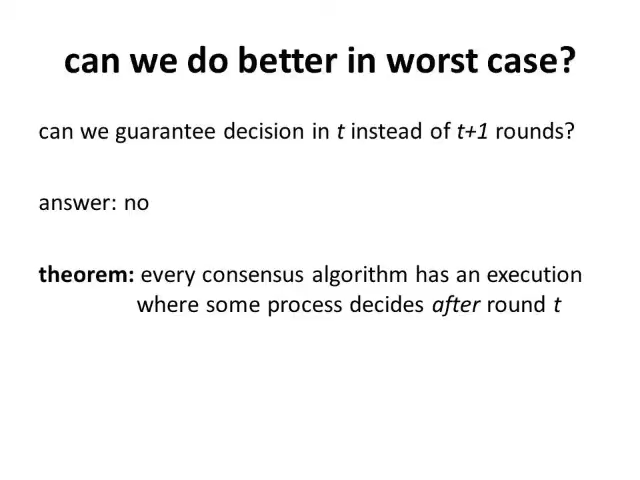 can we do better in worst case?
can we guarantee decision in t instead of t+1 rounds?
answer: no
theorem: every consensus algorithm has an execution
where some process decides after round t